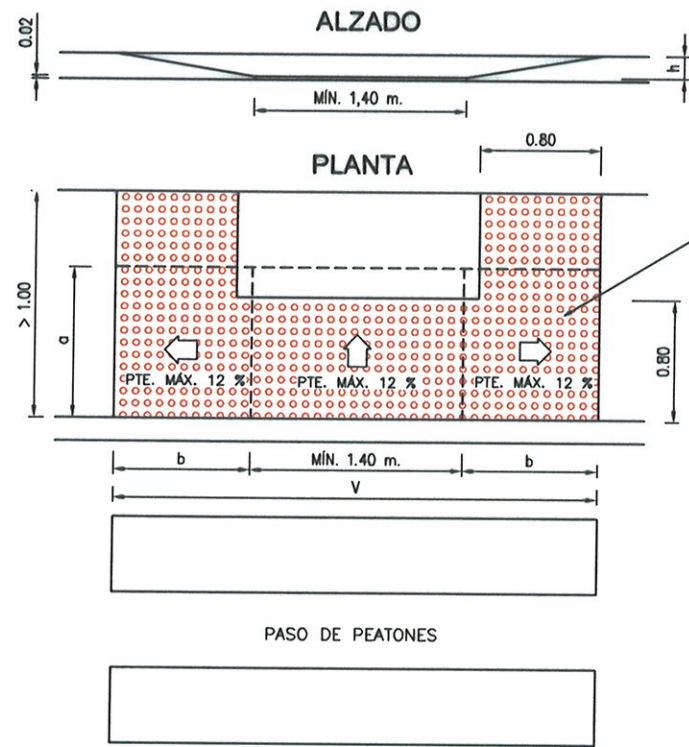 ALZADO
0.02
h
MÍN. 1,40 m.
0.80
PLANTA
> 1.00
a
0.80
PTE. MÁX. 12 %
PTE. MÁX. 12 %
PTE. MÁX. 12 %
b
MÍN. 1.40 m.
b
V
PASO DE PEATONES